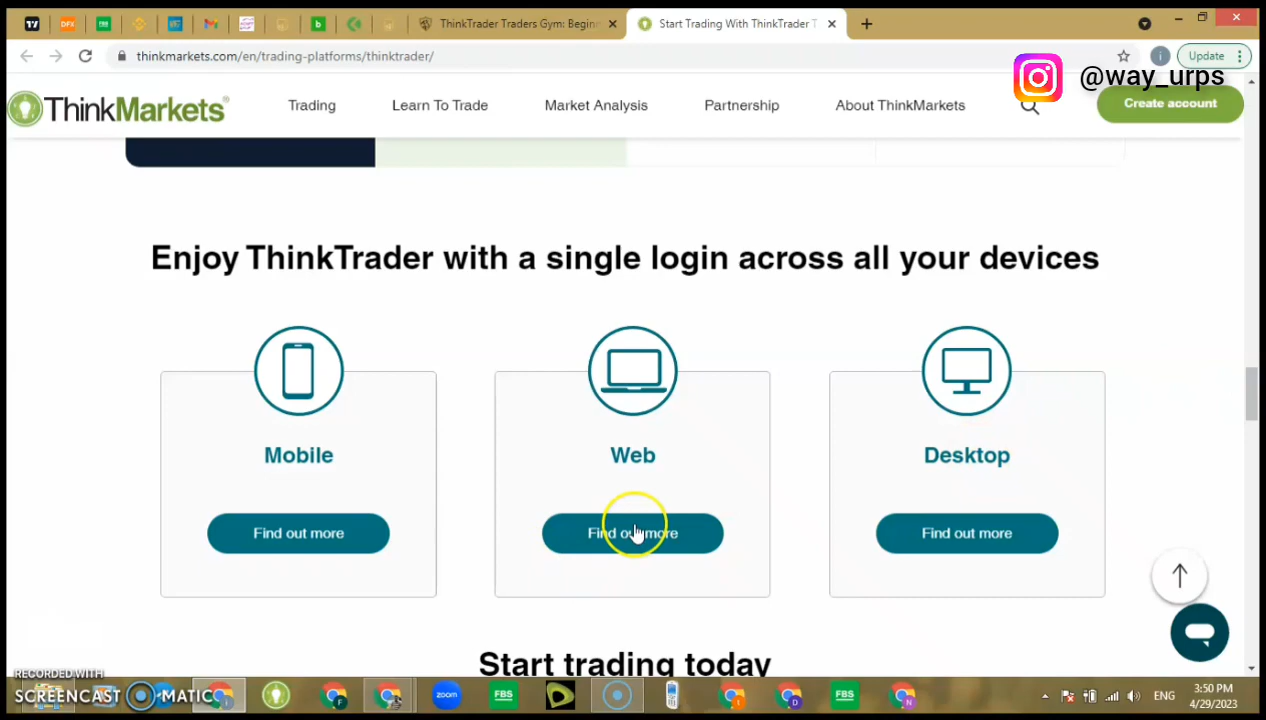 ThinkTrader Traders Gym: Begin
Start Trading With ThinkTrader T
thinkmarkets.com/en/trading-platforms/thinktrader/
Update
@way_urps
ThinkMarkets
Trading
Learn To Trade
Market Analysis
Partnership
About ThinkMarkets
Create account
Enjoy ThinkTrader with a single login across all your devices
Mobile
Web
Desktop
Find out more
Find out more
Find out more
Start trading today
RECORDED WITH
SCREENCAST MATIC
zoom
FBS
FBS
ENG
3:50 PM
4/29/2023